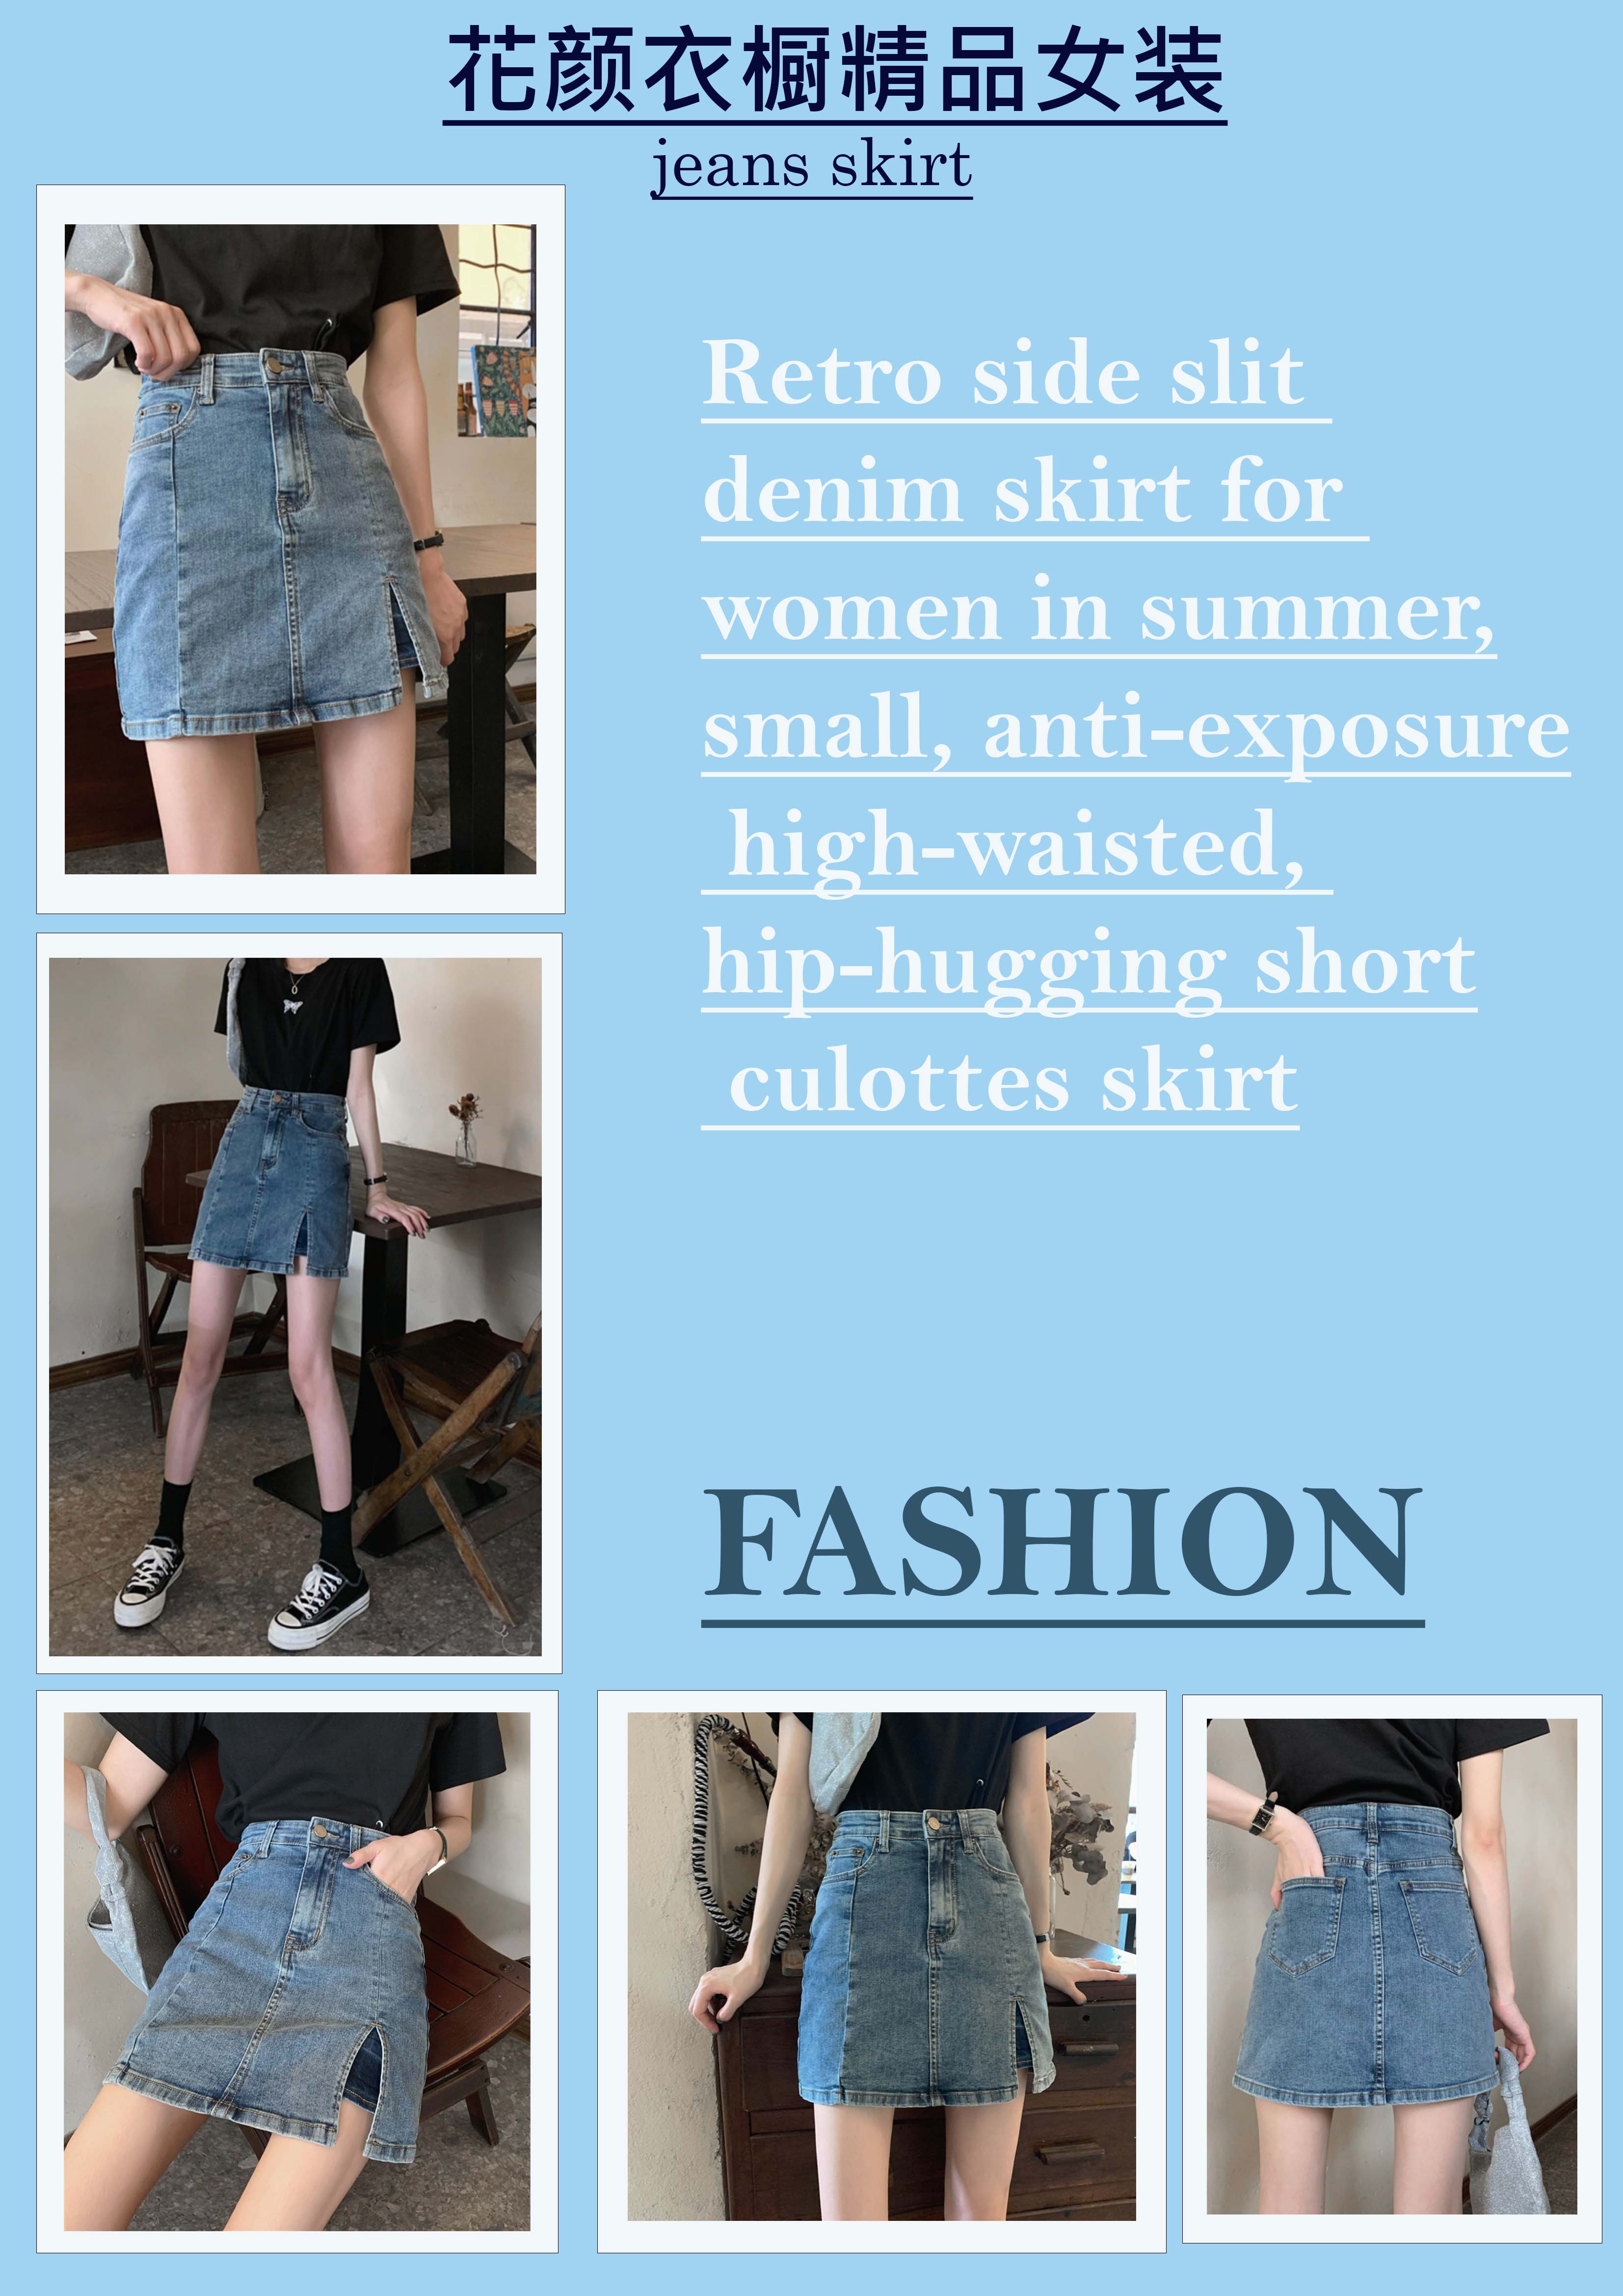 花颜衣橱精品女装
jeans skirt
Retro side slit
denim skirt for
women in summer,
small, anti-exposure
high-waisted,
hip-hugging short
culottes skirt
FASHION